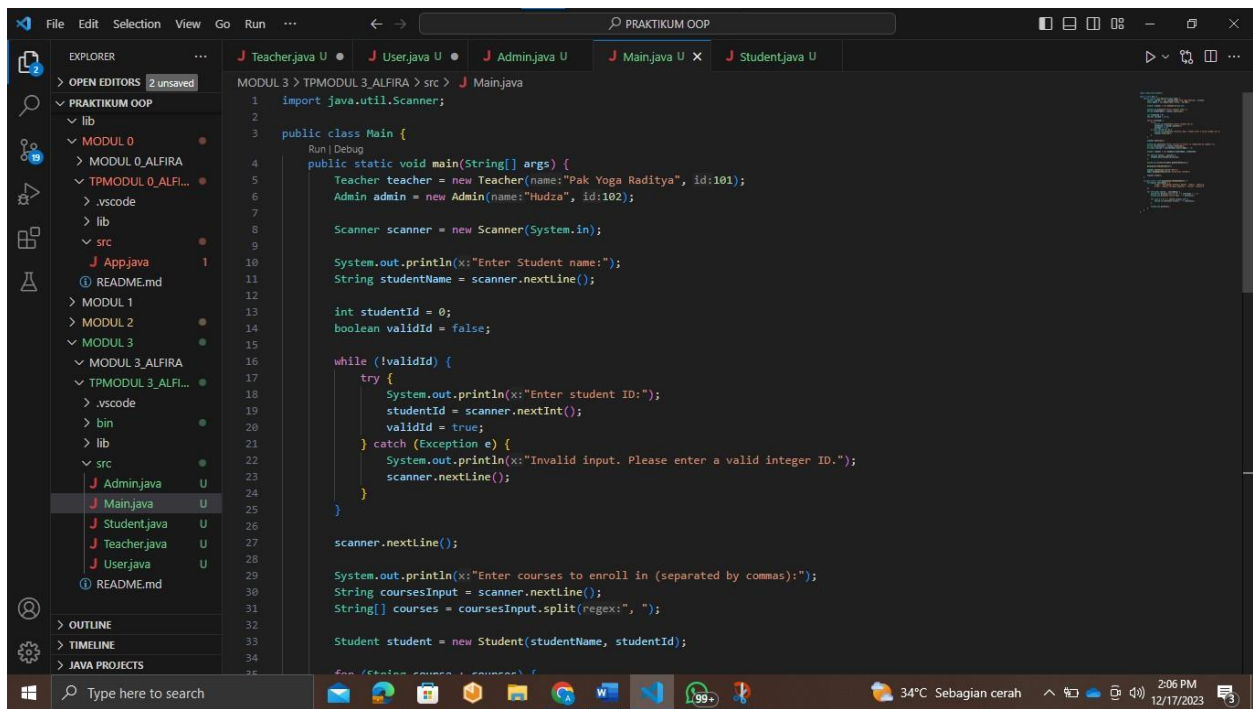 File Edit Selection View Go Run ...
PRAKTIKUM OOP
EXPLORER
OPEN EDITORS 2 unsaved
PRAKTIKUM OOP
lib
MODUL 0
MODUL 0_ALFIRA
TPMODUL 0_ALFI...
.vscode
lib
src
App.java 1
README.md
MODUL 1
MODUL 2
MODUL 3
MODUL 3_ALFIRA
TPMODUL 3_ALFI...
.vscode
bin
lib
src
Admin.java U
Main.java U
Student.java U
Teacher.java U
User.java U
README.md
OUTLINE
TIMELINE
JAVA PROJECTS
2
19
Teacher.java U User.java U Admin.java U Main.java U Student.java U
MODUL 3 > TPMODUL 3_ALFIRA > src > Main.java
1 import java.util.Scanner;
2
3 public class Main {
Run | Debug
4 public static void main(String[] args) {
5 Teacher teacher = new Teacher(name:"Pak Yoga Raditya", id:101);
6 Admin admin = new Admin(name:"Hudza", id:102);
7
8 Scanner scanner = new Scanner(System.in);
9
10 System.out.println(x:"Enter Student name:");
11 String studentName = scanner.nextLine();
12
13 int studentId = 0;
14 boolean validId = false;
15
16 while (!validId) {
17 try {
18 System.out.println(x:"Enter student ID:");
19 studentId = scanner.nextInt();
20 validId = true;
21 } catch (Exception e) {
22 System.out.println(x:"Invalid input. Please enter a valid integer ID.");
23 scanner.nextLine();
24 }
25 }
26
27 scanner.nextLine();
28
29 System.out.println(x:"Enter courses to enroll in (separated by commas):");
30 String coursesInput = scanner.nextLine();
31 String[] courses = coursesInput.split(regex:", ");
32
33 Student student = new Student(studentName, studentId);
34
35 for (String course : courses) {
Type here to search
99+
34°C Sebagian cerah
2:06 PM
12/17/2023
3